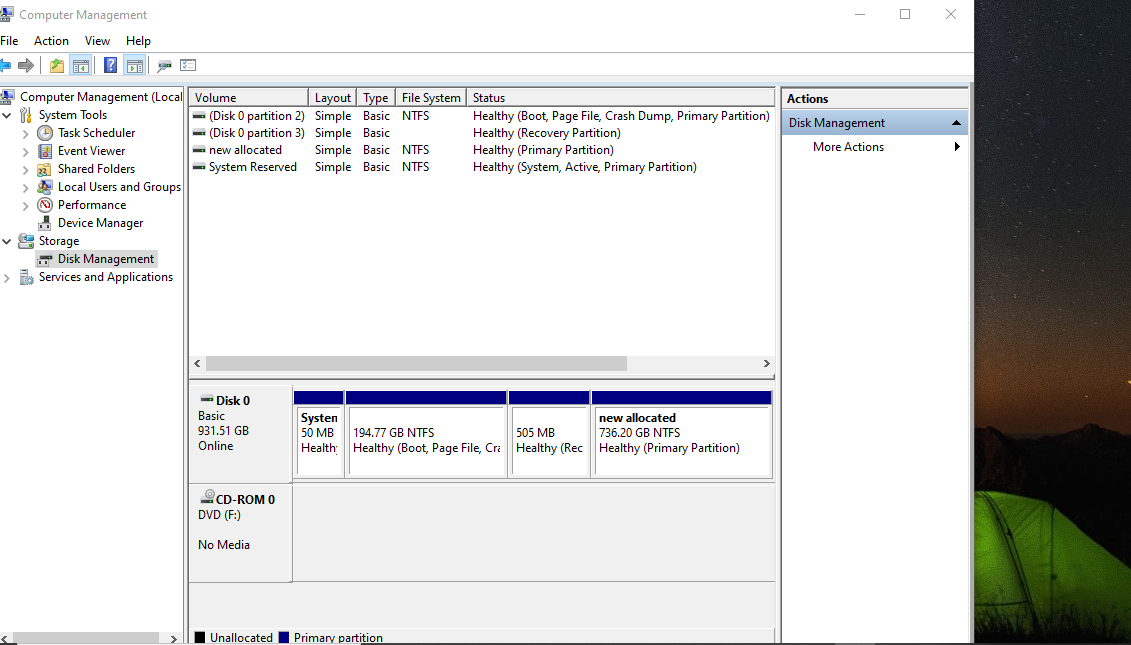 Computer Management
File Action View Help
Computer Management (Local
System Tools
Task Scheduler
Event Viewer
Shared Folders
Local Users and Groups
Performance
Device Manager
Storage
Disk Management
Services and Applications
Volume Layout Type File System Status
(Disk 0 partition 2) Simple Basic NTFS Healthy (Boot, Page File, Crash Dump, Primary Partition)
(Disk 0 partition 3) Simple Basic Healthy (Recovery Partition)
new allocated Simple Basic NTFS Healthy (Primary Partition)
System Reserved Simple Basic NTFS Healthy (System, Active, Primary Partition)
Disk 0
Basic
931.51 GB
Online
System
50 MB
Healthy
194.77 GB NTFS
Healthy (Boot, Page File, Cra
505 MB
Healthy (Rec
new allocated
736.20 GB NTFS
Healthy (Primary Partition)
CD-ROM 0
DVD (F:)
No Media
Unallocated Primary partition
Actions
Disk Management
More Actions